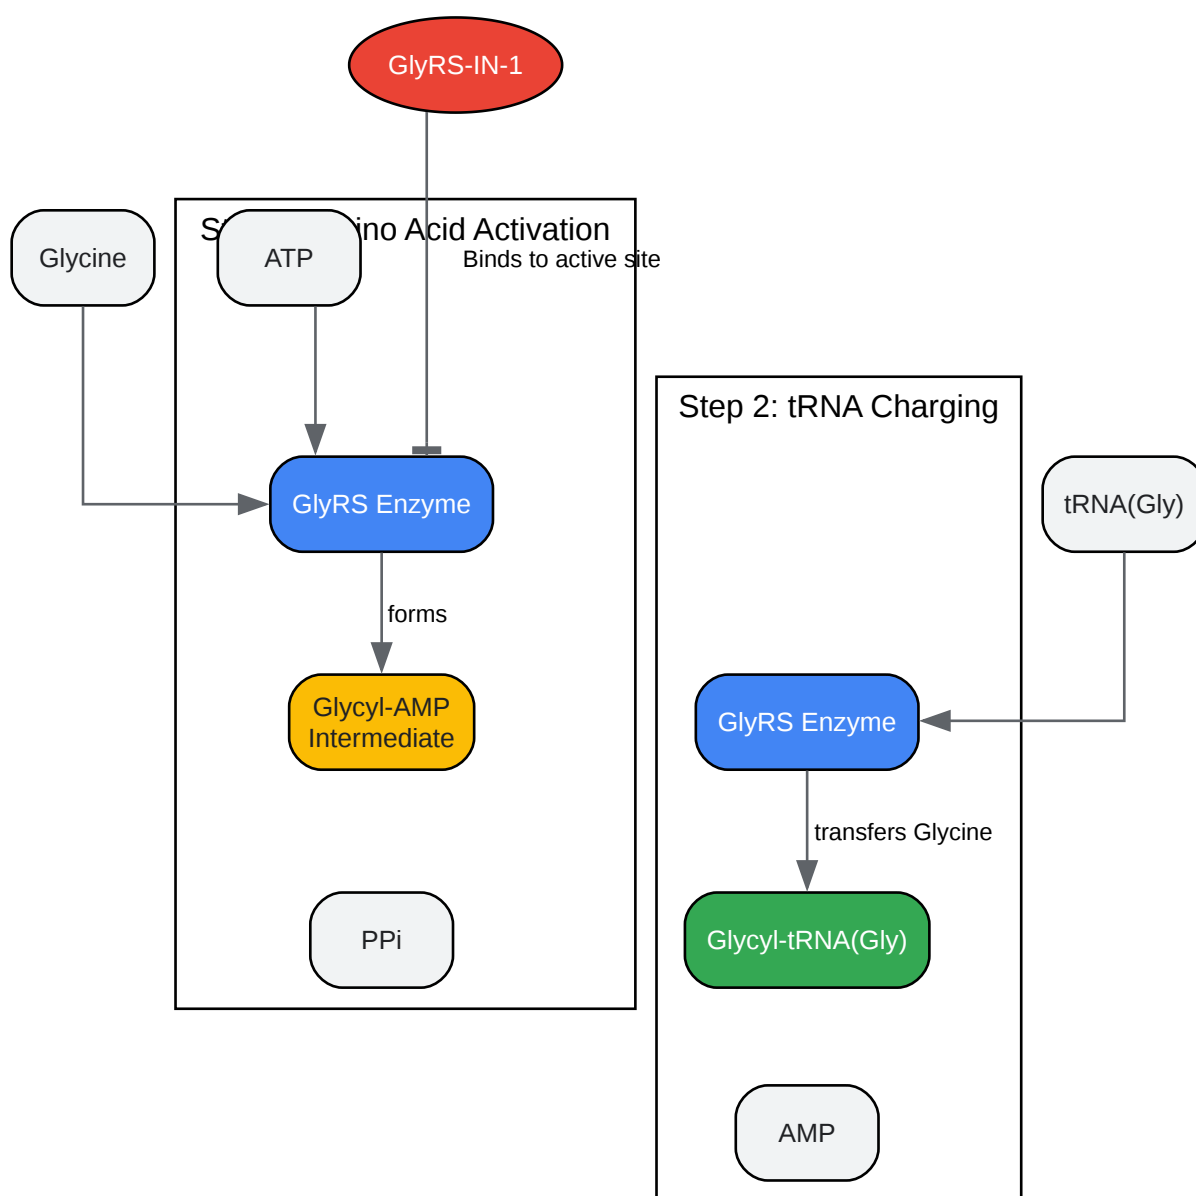 GlyRS-IN-1
Acid Activation
Glycine
ATP
Binds to active site
Step 2: tRNA Charging
GlyRS Enzyme
tRNA(Gly)
forms
Glycyl-AMP
Intermediate
GlyRS Enzyme
transfers Glycine
PPi
Glycyl-tRNA(Gly)
AMP